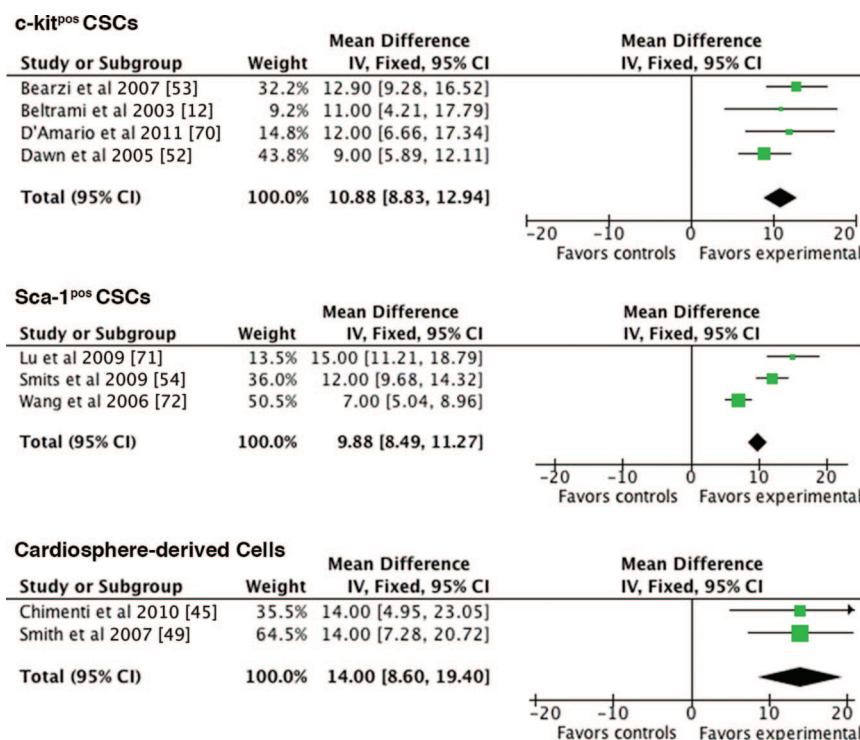 c-kitpos CSCs
Mean Difference Mean Difference
Study or Subgroup Weight IV, Fixed, 95% CI IV, Fixed, 95% CI
Bearzi et al 2007 [53] 32.2% 12.90 [9.28, 16.52]
Beltrami et al 2003 [12] 9.2% 11.00 [4.21, 17.79]
D'Amario et al 2011 [70] 14.8% 12.00 [6.66, 17.34]
Dawn et al 2005 [52] 43.8% 9.00 [5.89, 12.11]
Total (95% CI) 100.0% 10.88 [8.83, 12.94]
-20 -10 0 10 20
Favors controls Favors experimental
Sca-1pos CSCs
Mean Difference Mean Difference
Study or Subgroup Weight IV, Fixed, 95% CI IV, Fixed, 95% CI
Lu et al 2009 [71] 13.5% 15.00 [11.21, 18.79]
Smits et al 2009 [54] 36.0% 12.00 [9.68, 14.32]
Wang et al 2006 [72] 50.5% 7.00 [5.04, 8.96]
Total (95% CI) 100.0% 9.88 [8.49, 11.27]
-20 -10 0 10 20
Favors controls Favors experimental
Cardiosphere-derived Cells
Mean Difference Mean Difference
Study or Subgroup Weight IV, Fixed, 95% CI IV, Fixed, 95% CI
Chimenti et al 2010 [45] 35.5% 14.00 [4.95, 23.05]
Smith et al 2007 [49] 64.5% 14.00 [7.28, 20.72]
Total (95% CI) 100.0% 14.00 [8.60, 19.40]
-20 -10 0 10 20
Favors controls Favors experimental